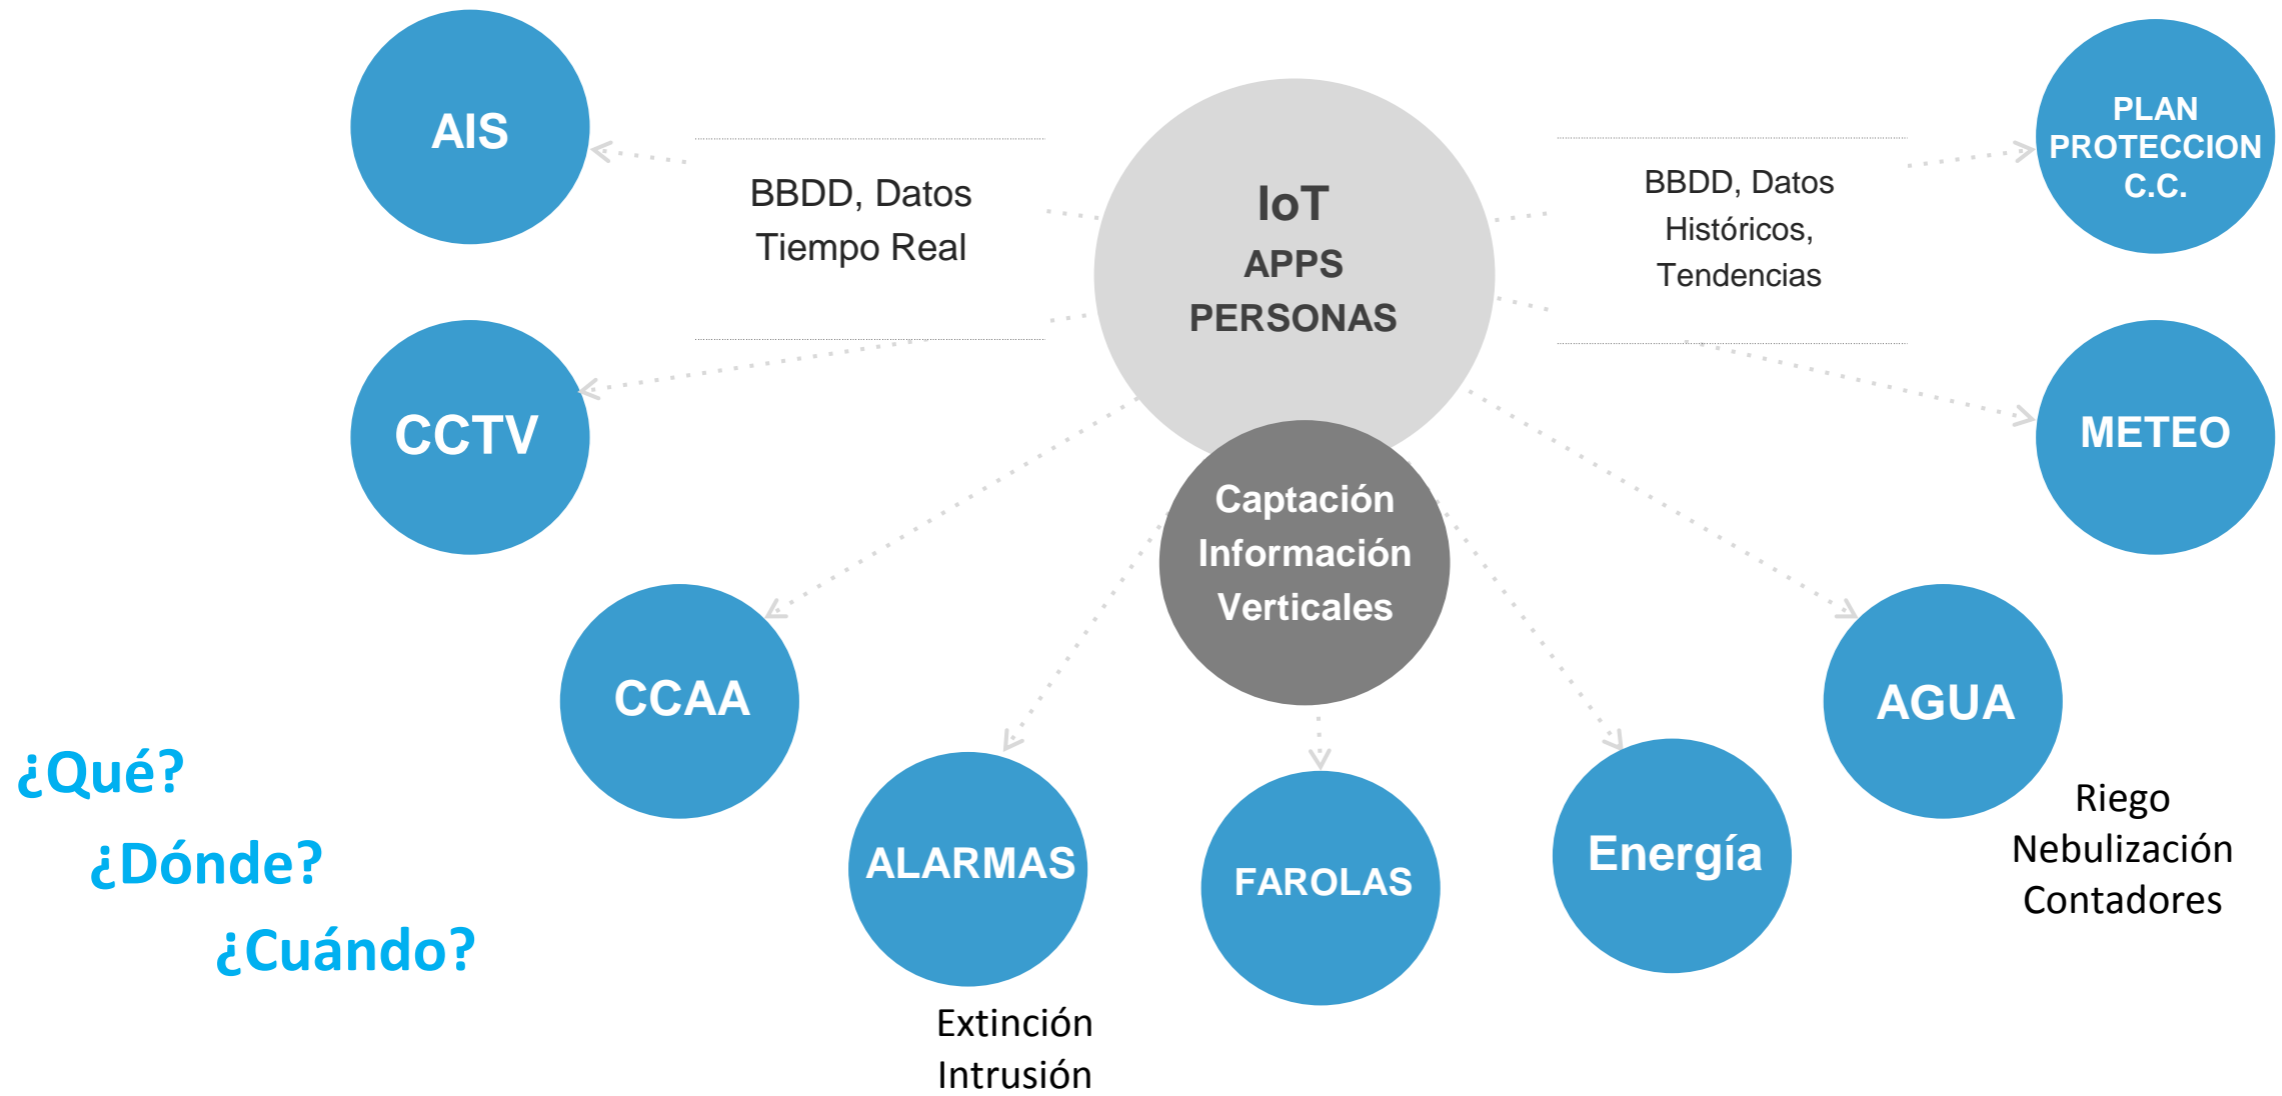 AIS
BBDD, Datos
Tiempo Real
IoT
APPS
PERSONAS
BBDD, Datos
Históricos,
Tendencias
PLAN
PROTECCION
C.C.
CCTV
METEO
Captación
Información
Verticales
CCAA
AGUA
Riego
Nebulización
Contadores
ALARMAS
Extinción
Intrusión
FAROLAS
Energía
¿Qué?
¿Dónde?
¿Cuándo?